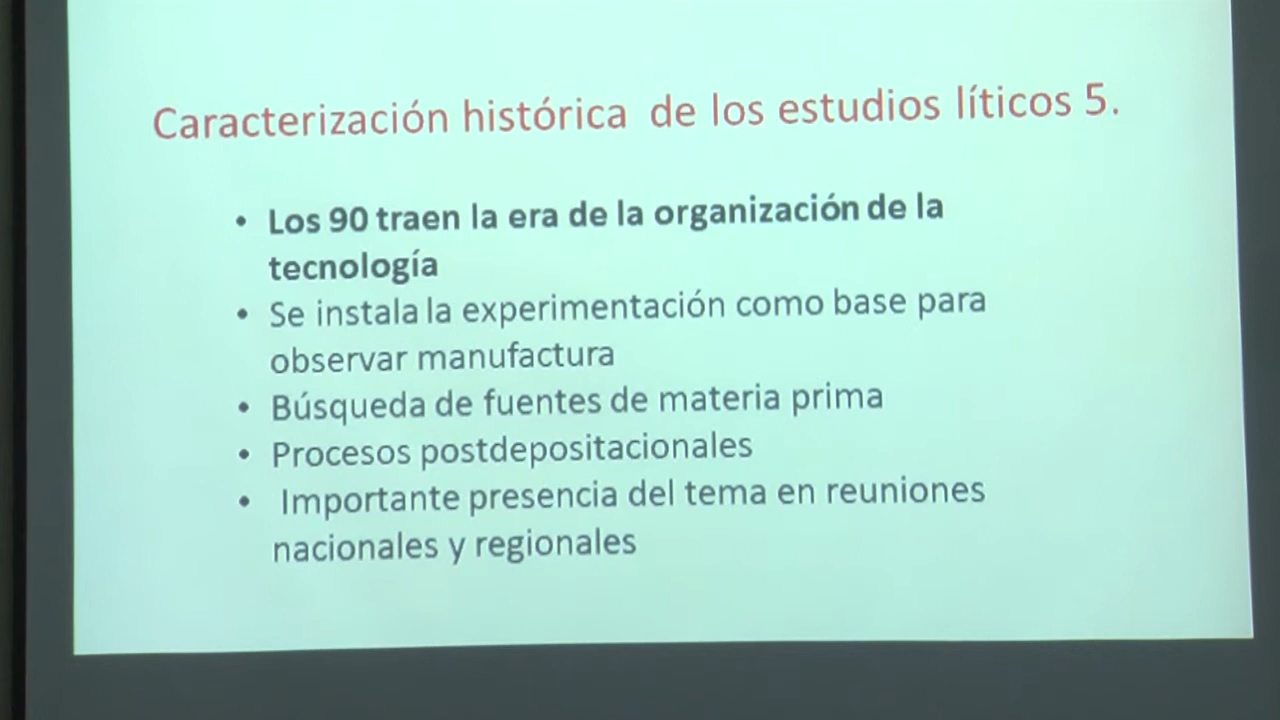 Caracterización histórica de los estudios líticos 5.
• Los 90 traen la era de la organización de la
tecnología
• Se instala la experimentación como base para
observar manufactura
• Búsqueda de fuentes de materia prima
• Procesos postdepositacionales
• Importante presencia del tema en reuniones
nacionales y regionales